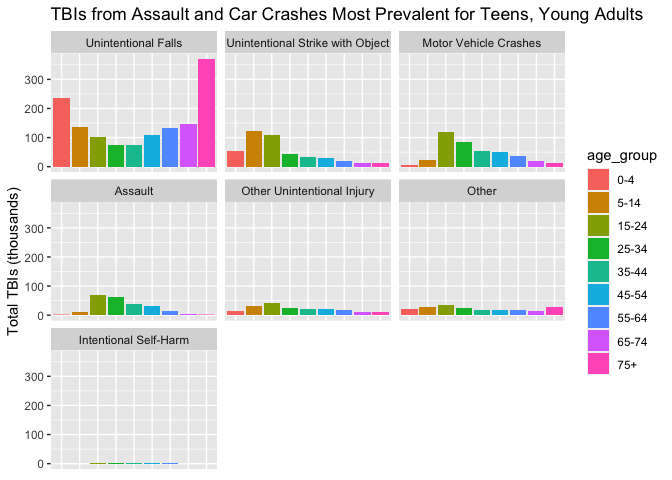 TBIs from Assault and Car Crashes Most Prevalent for Teens, Young Adults
Unintentional Falls
Unintentional Strike with Object
Motor Vehicle Crashes
300
200
100
0
Assault
Other Unintentional Injury
Other
300
200
100
0
Intentional Self-Harm
300
200
100
0
Total TBIs (thousands)
age_group
0-4
5-14
15-24
25-34
35-44
45-54
55-64
65-74
75+